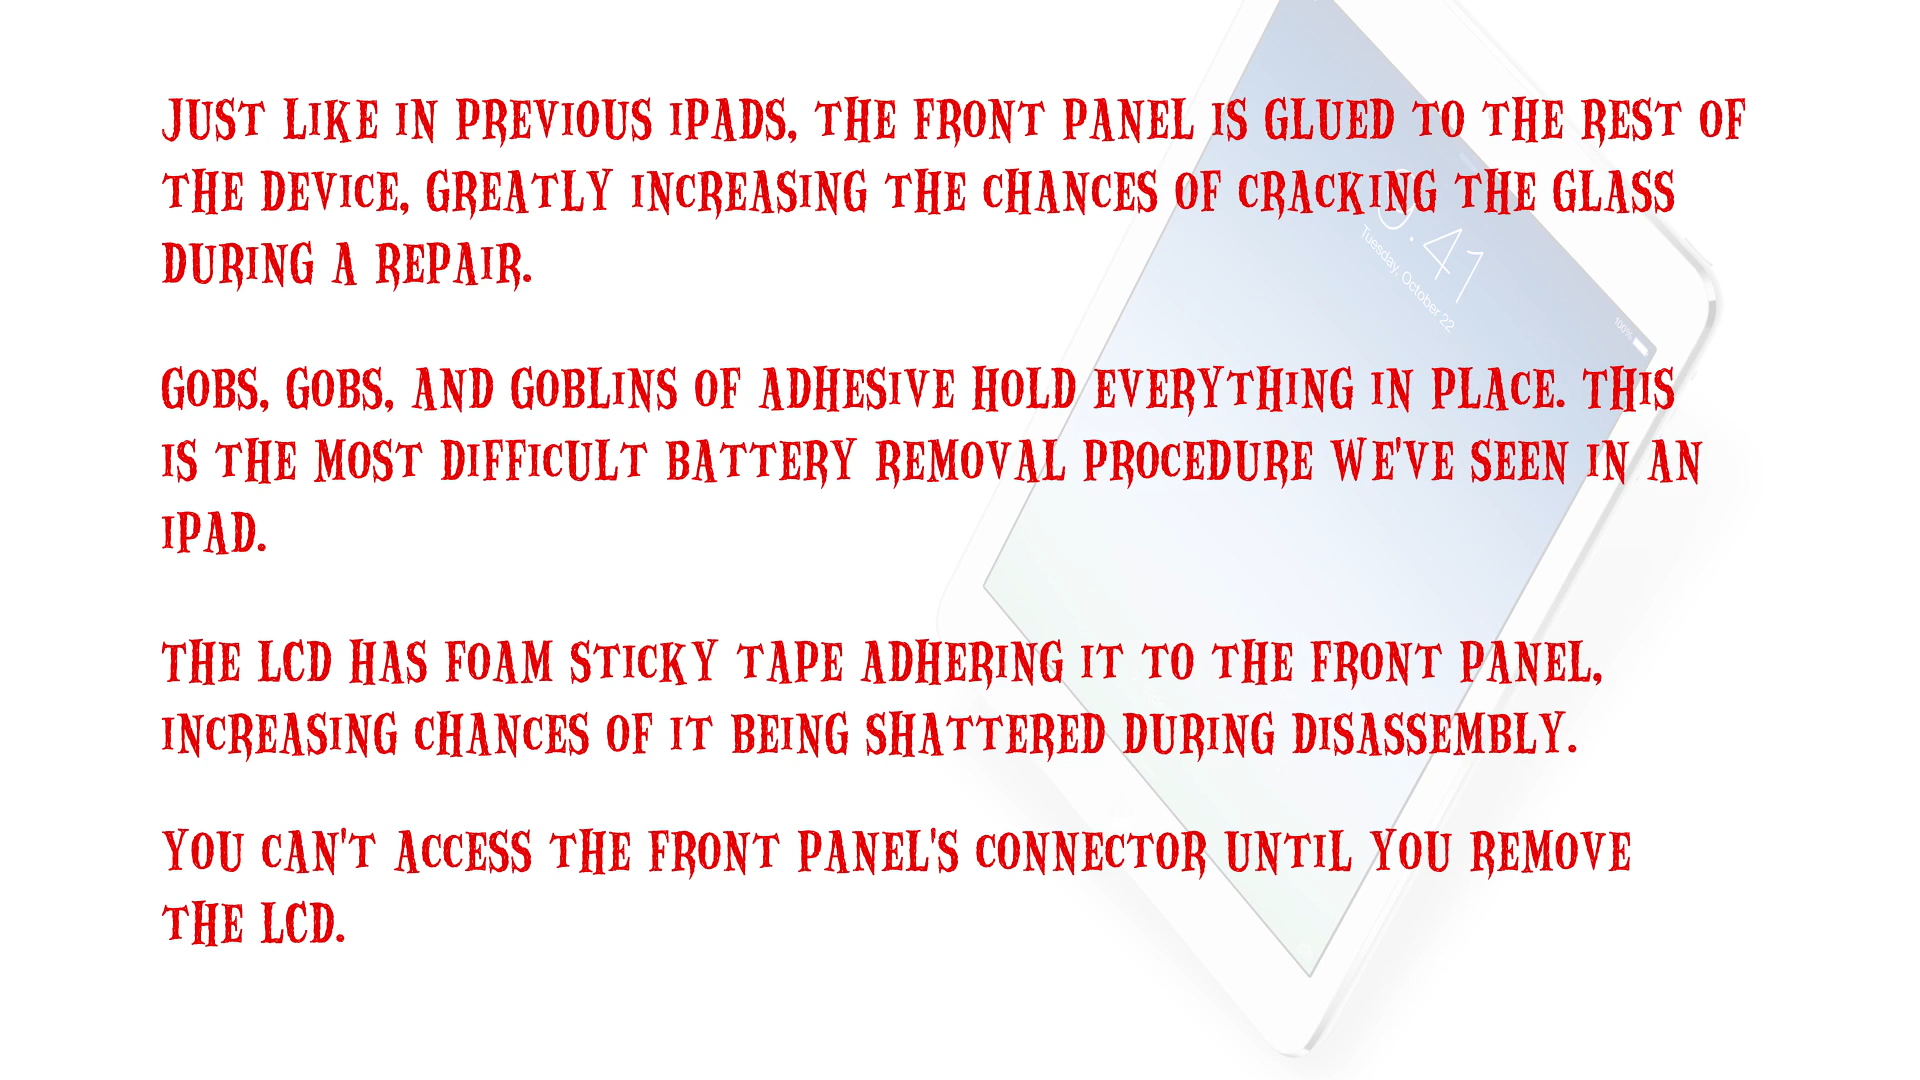 JUST LIKE IN PREVIOUS IPADS, THE FRONT PANEL IS GLUED TO THE REST OF
THE DEVICE, GREATLY INCREASING THE CHANCES OF CRACKING THE GLASS
DURING A REPAIR.
GOBS, GOBS, AND GOBLINS OF ADHESIVE HOLD EVERYTHING IN PLACE. THIS
IS THE MOST DIFFICULT BATTERY REMOVAL PROCEDURE WE'VE SEEN IN AN
IPAD.
THE LCD HAS FOAM STICKY TAPE ADHERING IT TO THE FRONT PANEL,
INCREASING CHANCES OF IT BEING SHATTERED DURING DISASSEMBLY.
YOU CAN'T ACCESS THE FRONT PANEL'S CONNECTOR UNTIL YOU REMOVE
THE LCD.
100%
Tuesday, October 22